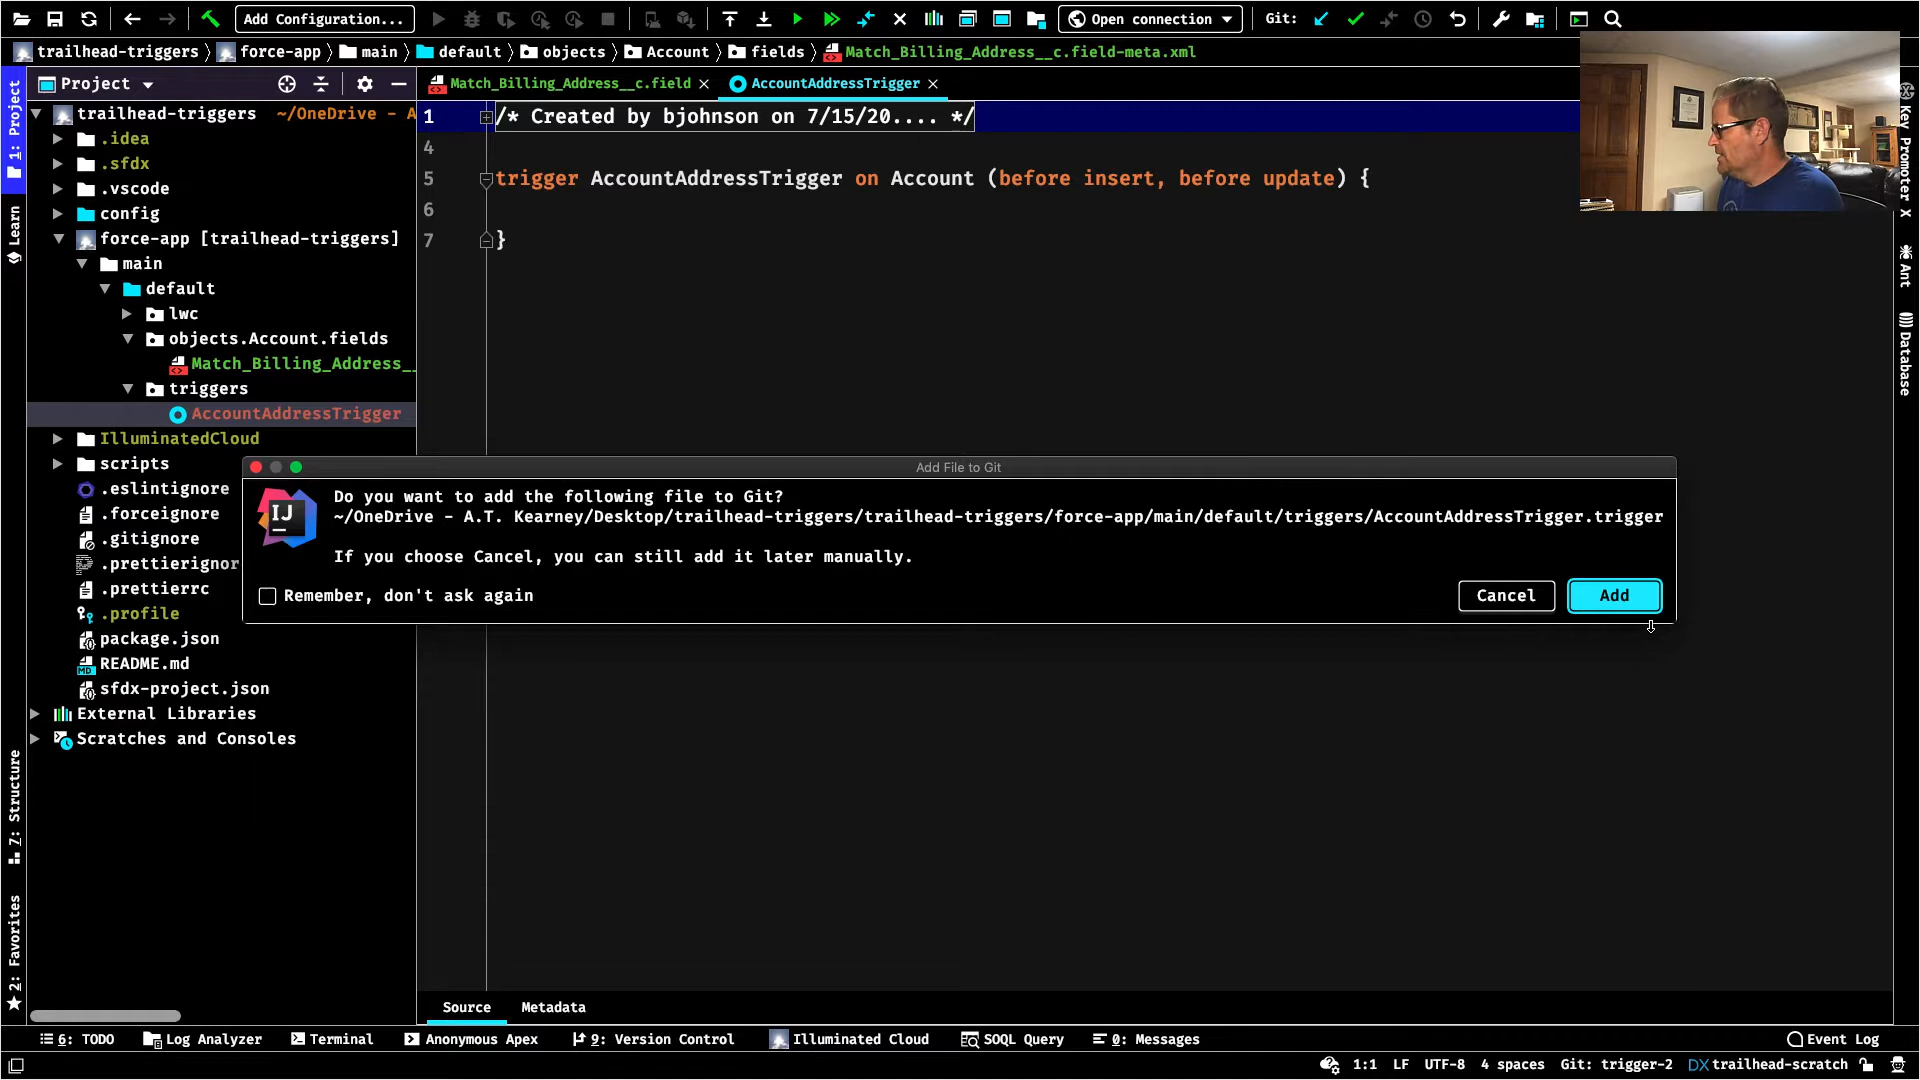 Add Configuration...
Open connection
Git:
trailhead-triggers
force-app
main
default
objects
Account
fields
Match_Billing_Address__c.field-meta.xml
Project
Match_Billing_Address__c.field
AccountAddressTrigger
1: Project
Learn
7: Structure
2: Favorites
trailhead-triggers ~/OneDrive - A
.idea
.sfdx
.vscode
config
force-app [trailhead-triggers]
main
default
lwc
objects.Account.fields
Match_Billing_Address_
triggers
AccountAddressTrigger
IlluminatedCloud
scripts
.eslintignore
.forceignore
.gitignore
.prettierignor
.prettierrc
.profile
package.json
README.md
sfdx-project.json
External Libraries
Scratches and Consoles
1 /* Created by bjohnson on 7/15/20.... */
4
5 trigger AccountAddressTrigger on Account (before insert, before update) {
6
7 }
Key Promoter X
Ant
Database
Add File to Git
IJ
Do you want to add the following file to Git?
~/OneDrive - A.T. Kearney/Desktop/trailhead-triggers/trailhead-triggers/force-app/main/default/triggers/AccountAddressTrigger.trigger
If you choose Cancel, you can still add it later manually.
Remember, don't ask again
Cancel
Add
Source
Metadata
6: TODO
Log Analyzer
Terminal
Anonymous Apex
9: Version Control
Illuminated Cloud
SOQL Query
0: Messages
Event Log
1:1
LF
UTF-8
4 spaces
Git: trigger-2
DX trailhead-scratch